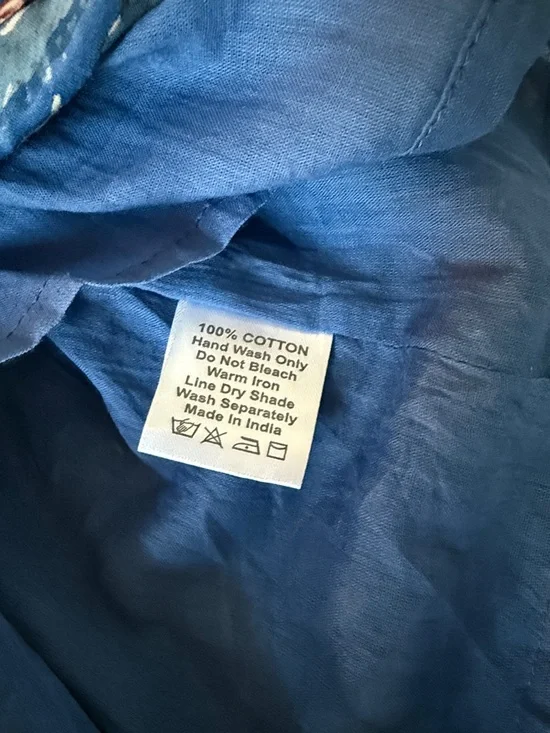 100% COTTON
Hand Wash Only
Do Not Bleach
Warm Iron
Line Dry Shade
Wash Separately
Made In India